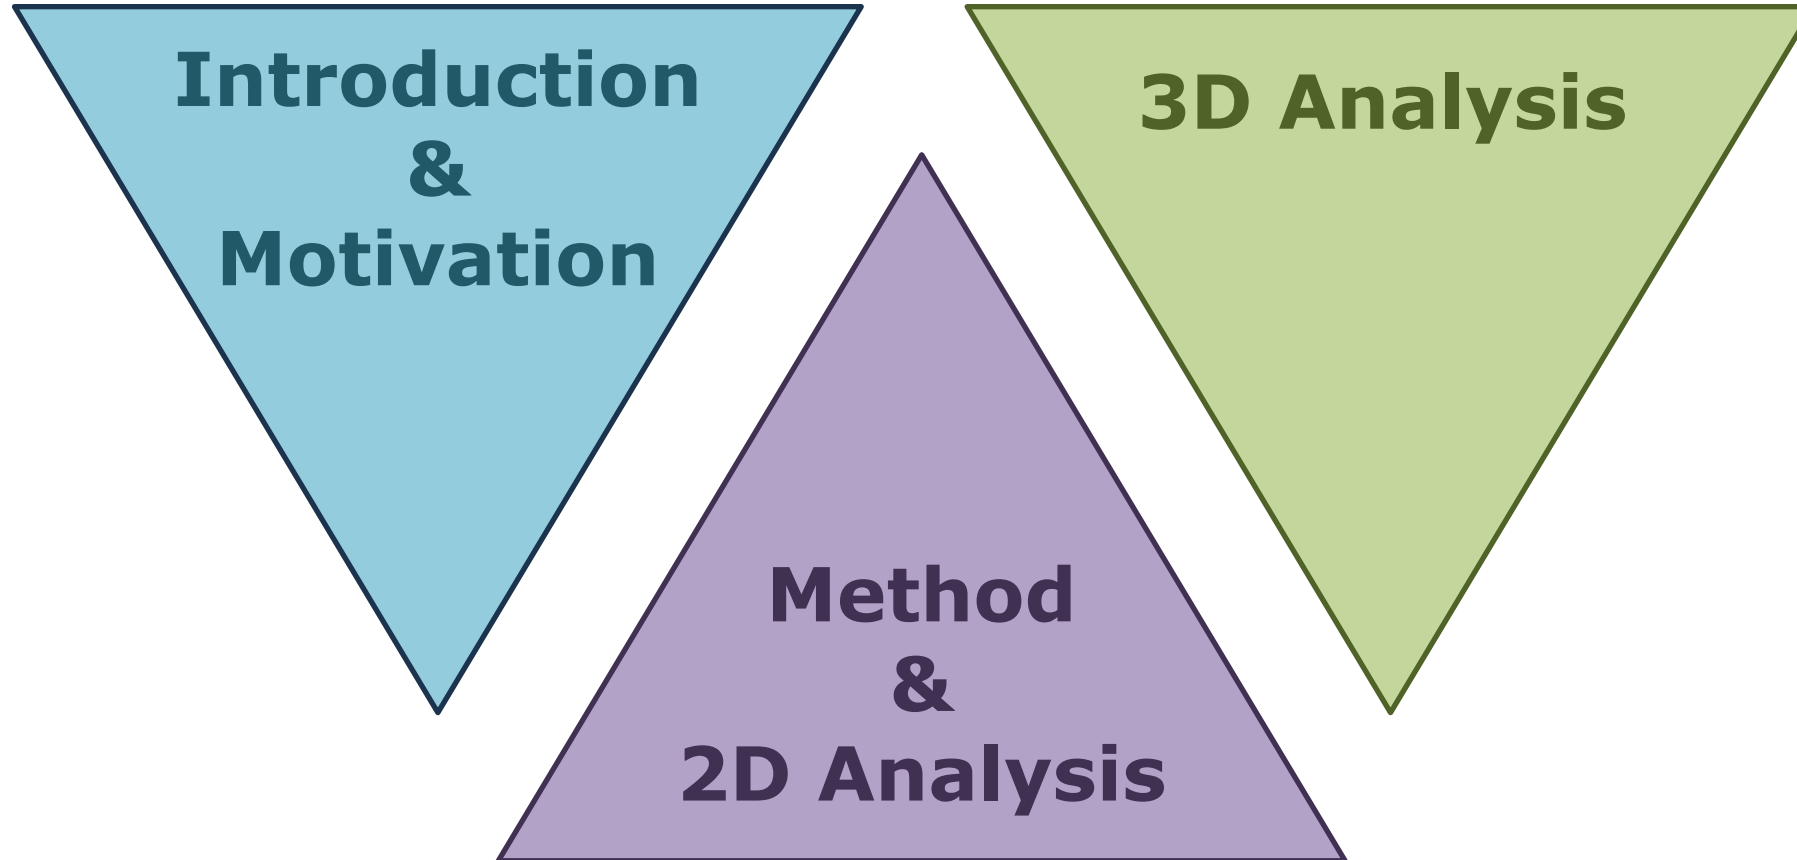 Introduction
&
Motivation
Method
&
2D Analysis
3D Analysis